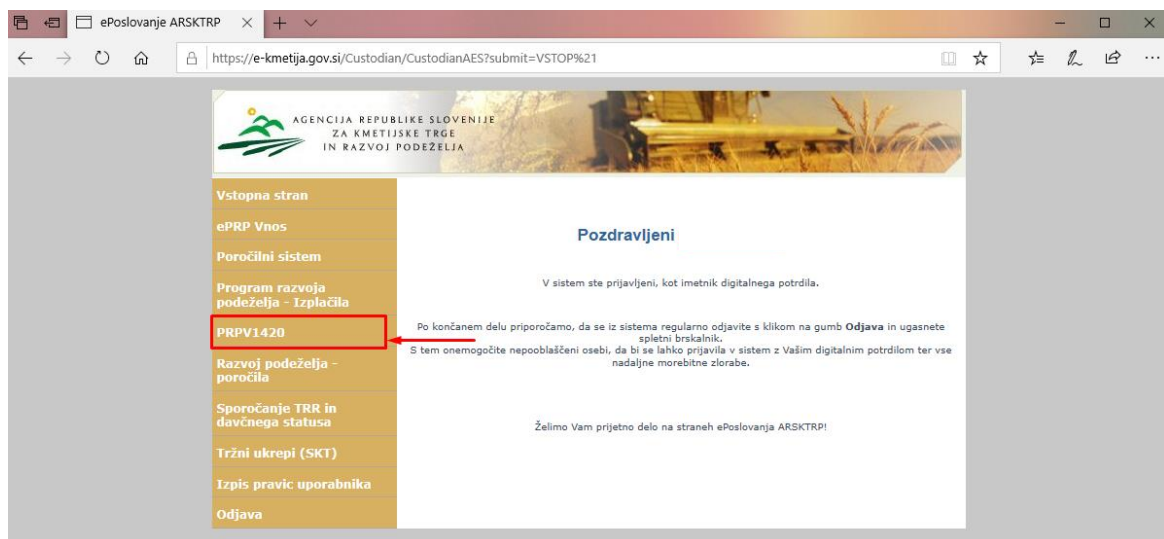 ePoslovanje ARSKTRP
https://e-kmetija.gov.si/Custodian/CustodianAES?submit=VSTOP%21
AGENCIJA REPUBLIKE SLOVENIJE
ZA KMETIJSKE TRGE
IN RAZVOJ PODEŽELJA
Vstopna stran
ePRP Vnos
Poročilni sistem
Program razvoja
podeželja - Izplačila
PRPV1420
Razvoj podeželja -
poročila
Sporočanje TRR in
davčnega statusa
Tržni ukrepi (SKT)
Izpis pravic uporabnika
Odjava
Pozdravljeni
V sistem ste prijavljeni, kot imetnik digitalnega potrdila.
Po končanem delu priporočamo, da se iz sistema regularno odjavite s klikom na gumb Odjava in ugasnete
spletni brskalnik.
S tem onemogočite nepooblaščeni osebi, da bi se lahko prijavila v sistem z Vašim digitalnim potrdilom ter vse
nadaljne morebitne zlorabe.
Želimo Vam prijetno delo na straneh ePoslovanja ARSKTRP!